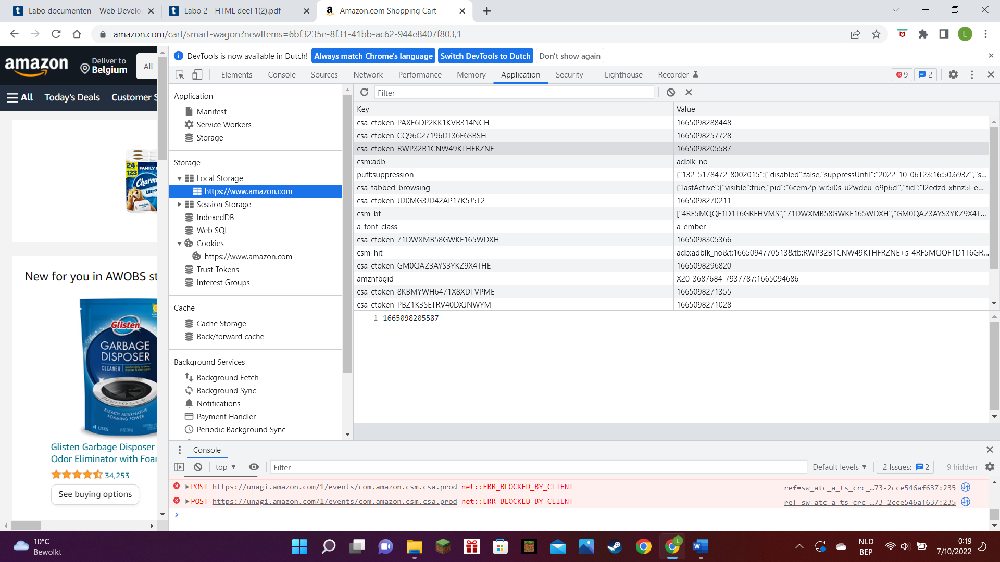 Labo documenten – Web Develo
Labo 2 - HTML deel 1(2).pdf
Amazon.com Shopping Cart
amazon.com/cart/smart-wagon?newItems=6bf3235e-8f31-41bb-ac62-944e8407f803,1
L
amazon
Deliver to
Belgium
All
All
Today's Deals
Customer S
24=
123
FAMILY M
Charmi
Ultra
New for you in AWOBS st
Glisten
GARBAGE
DISPOSER
CLEANER
DISPOSER
BLEACH ALTERNATIVE
FOAMING POWER
4 USES
Glisten Garbage Disposer
Odor Eliminator with Foar
34,253
See buying options
DevTools is now available in Dutch!
Always match Chrome's language
Switch DevTools to Dutch
Don't show again
Elements
Console
Sources
Network
Performance
Memory
Application
Security
Lighthouse
Recorder
9
2
Application
Manifest
Service Workers
Storage
Storage
Local Storage
https://www.amazon.com
Session Storage
IndexedDB
Web SQL
Cookies
https://www.amazon.com
Trust Tokens
Interest Groups
Cache
Cache Storage
Back/forward cache
Background Services
Background Fetch
Background Sync
Notifications
Payment Handler
Periodic Background Sync
Filter
Key Value
csa-ctoken-PAXE6DP2KK1KVR314NCH 1665098288448
csa-ctoken-CQ96C27196DT36F6SBSH 1665098257728
csa-ctoken-RWP32B1CNW49KTHFRZNE 1665098205587
csm:adb adblk_no
puff:suppression {"132-5178472-8002015":{"disabled":false,"suppressUntil":"2022-10-06T23:16:50.693Z","s...
csa-tabbed-browsing {"lastActive":{"visible":true,"pid":"6cem2p-wr5i0s-u2wdeu-o9p6cl","tid":"l2edzd-xhnz5l-e...
csa-ctoken-JD0MG3JD42AP17K5J5T2 1665098270211
csm-bf ["4RF5MQQF1D1T6GRFHVMS","71DWXMB58GWKE165WDXH","GM0QAZ3AYS3YKZ9X4T...
a-font-class a-ember
csa-ctoken-71DWXMB58GWKE165WDXH 1665098305366
csm-hit adb:adblk_no&t:1665094770513&tb:RWP32B1CNW49KTHFRZNE+s-4RF5MQQF1D1T6GR...
csa-ctoken-GM0QAZ3AYS3YKZ9X4THE 1665098296820
amznfbgid X20-3687684-7937787:1665094686
csa-ctoken-8KBMYWH6471X8XDTVPME 1665098271355
csa-ctoken-PBZ1K3SETRV40DXJNWYM 1665098271028
1 1665098205587
Console
top
Filter
Default levels
2 Issues: 2
9 hidden
POST https://unagi.amazon.com/1/events/com.amazon.csm.csa.prod net::ERR_BLOCKED_BY_CLIENT ref=sw_atc_a_ts_crc_…73-2cce546af637:235
POST https://unagi.amazon.com/1/events/com.amazon.csm.csa.prod net::ERR_BLOCKED_BY_CLIENT ref=sw_atc_a_ts_crc_…73-2cce546af637:235
10°C
Bewolkt
L
W
NLD
BEP
0:19
7/10/2022